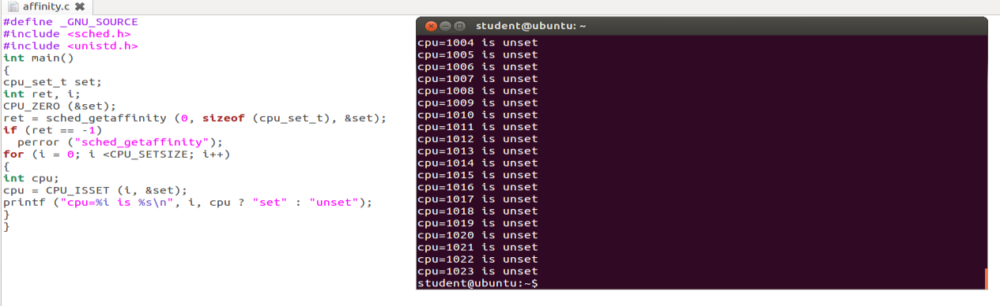 affinity.c
#define _GNU_SOURCE
#include <sched.h>
#include <unistd.h>
int main()
{
cpu_set_t set;
int ret, i;
CPU_ZERO (&set);
ret = sched_getaffinity (0, sizeof (cpu_set_t), &set);
if (ret == -1)
  perror ("sched_getaffinity");
for (i = 0; i <CPU_SETSIZE; i++)
{
int cpu;
cpu = CPU_ISSET (i, &set);
printf ("cpu=%i is %s\n", i, cpu ? "set" : "unset");
}
}
student@ubuntu: ~
cpu=1004 is unset
cpu=1005 is unset
cpu=1006 is unset
cpu=1007 is unset
cpu=1008 is unset
cpu=1009 is unset
cpu=1010 is unset
cpu=1011 is unset
cpu=1012 is unset
cpu=1013 is unset
cpu=1014 is unset
cpu=1015 is unset
cpu=1016 is unset
cpu=1017 is unset
cpu=1018 is unset
cpu=1019 is unset
cpu=1020 is unset
cpu=1021 is unset
cpu=1022 is unset
cpu=1023 is unset
student@ubuntu:~$